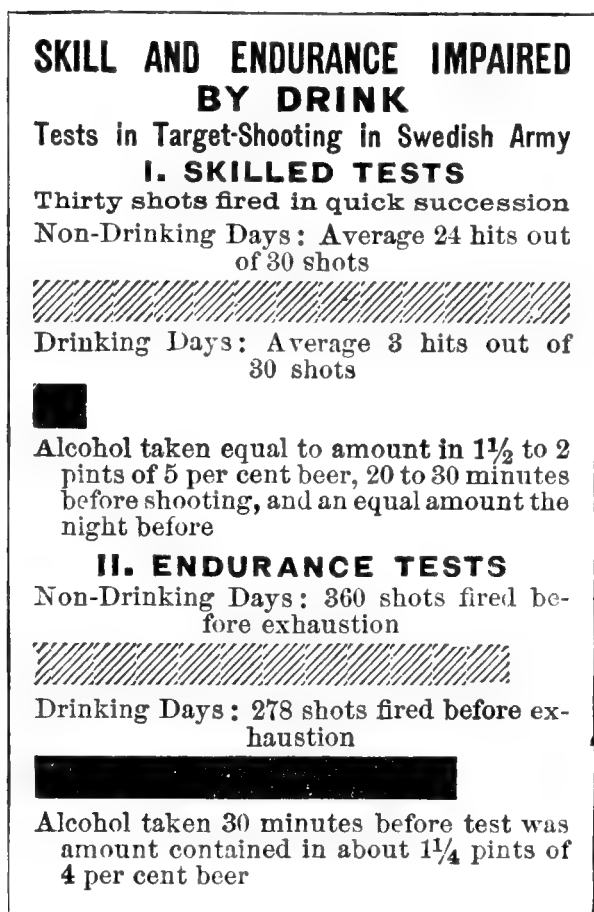 SKILL AND ENDURANCE IMPAIRED
BY DRINK
Tests in Target-Shooting in Swedish Army
I. SKILLED TESTS
Thirty shots fired in quick succession
Non-Drinking Days: Average 24 hits out
of 30 shots
Drinking Days: Average 3 hits out of
30 shots
Alcohol taken equal to amount in 1½ to 2
pints of 5 per cent beer, 20 to 30 minutes
before shooting, and an equal amount the
night before
II. ENDURANCE TESTS
Non-Drinking Days: 360 shots fired be-
fore exhaustion
Drinking Days: 278 shots fired before ex-
haustion
Alcohol taken 30 minutes before test was
amount contained in about 1¼ pints of
4 per cent beer